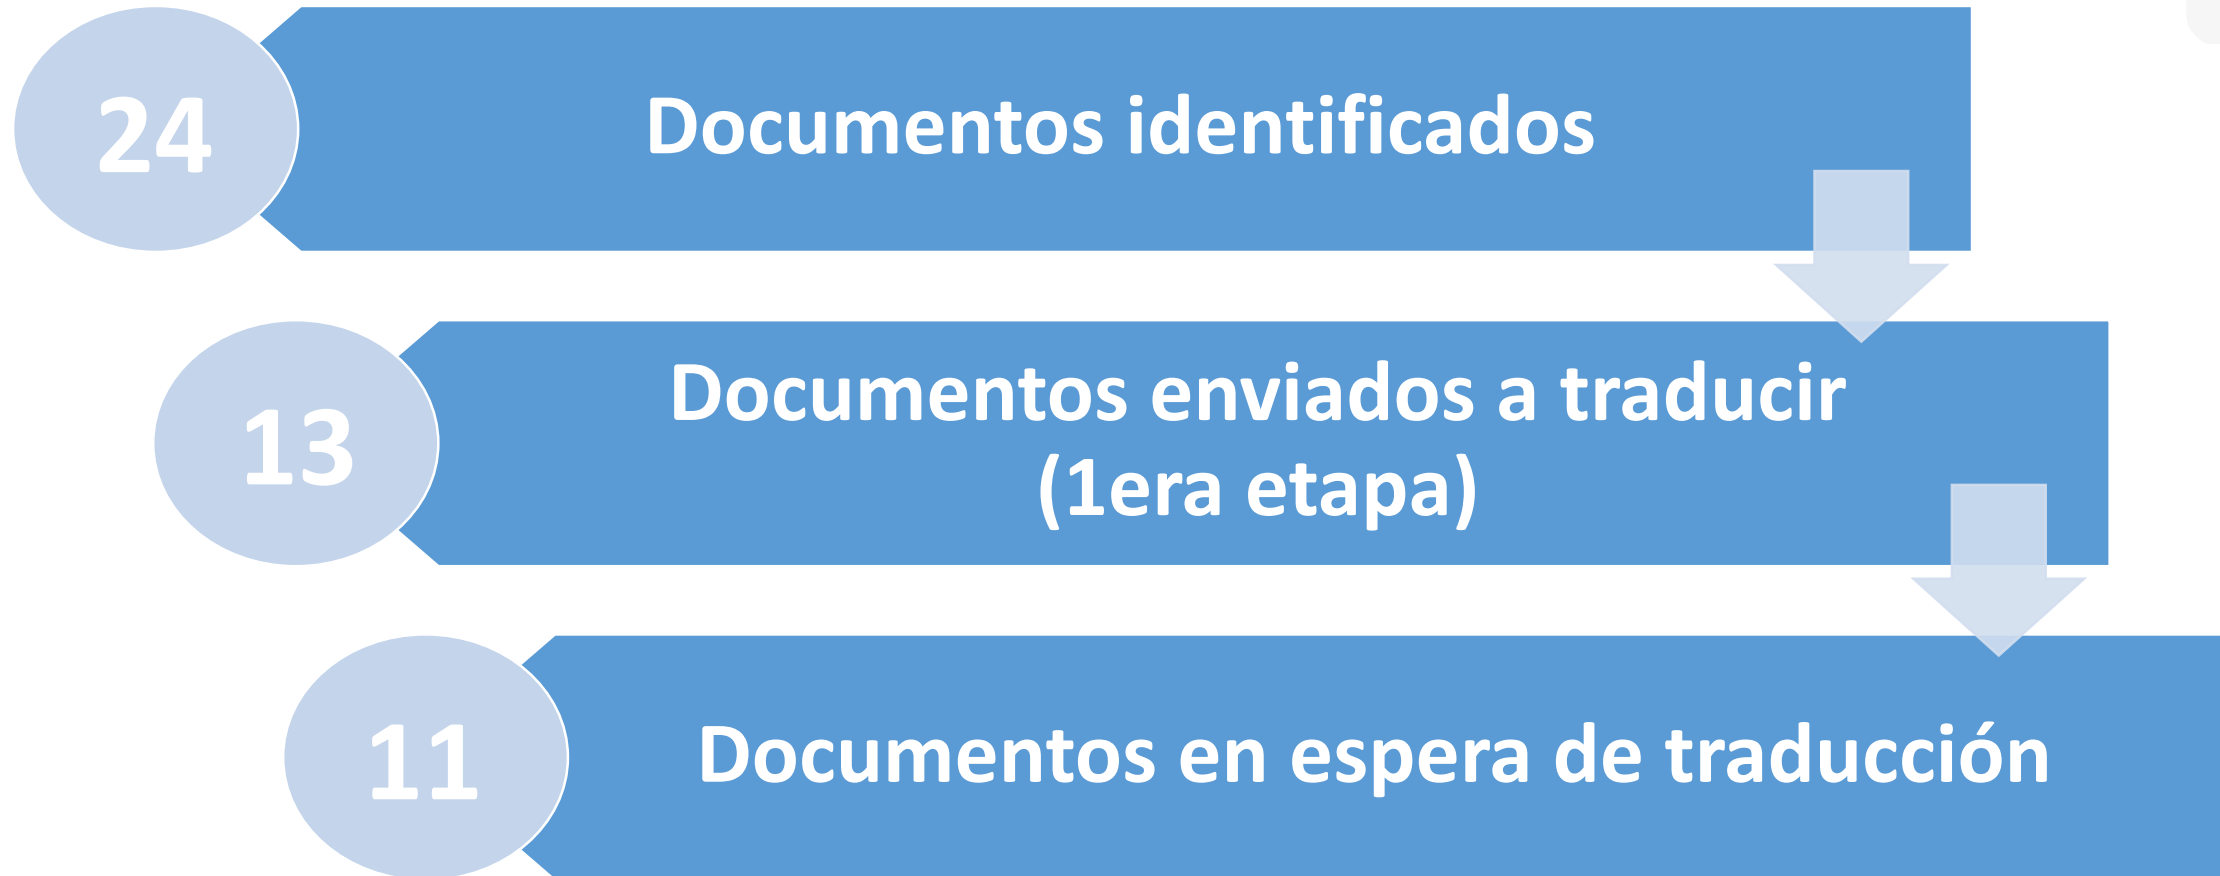 24
Documentos identificados
13
Documentos enviados a traducir
(1era etapa)
11
Documentos en espera de traducción